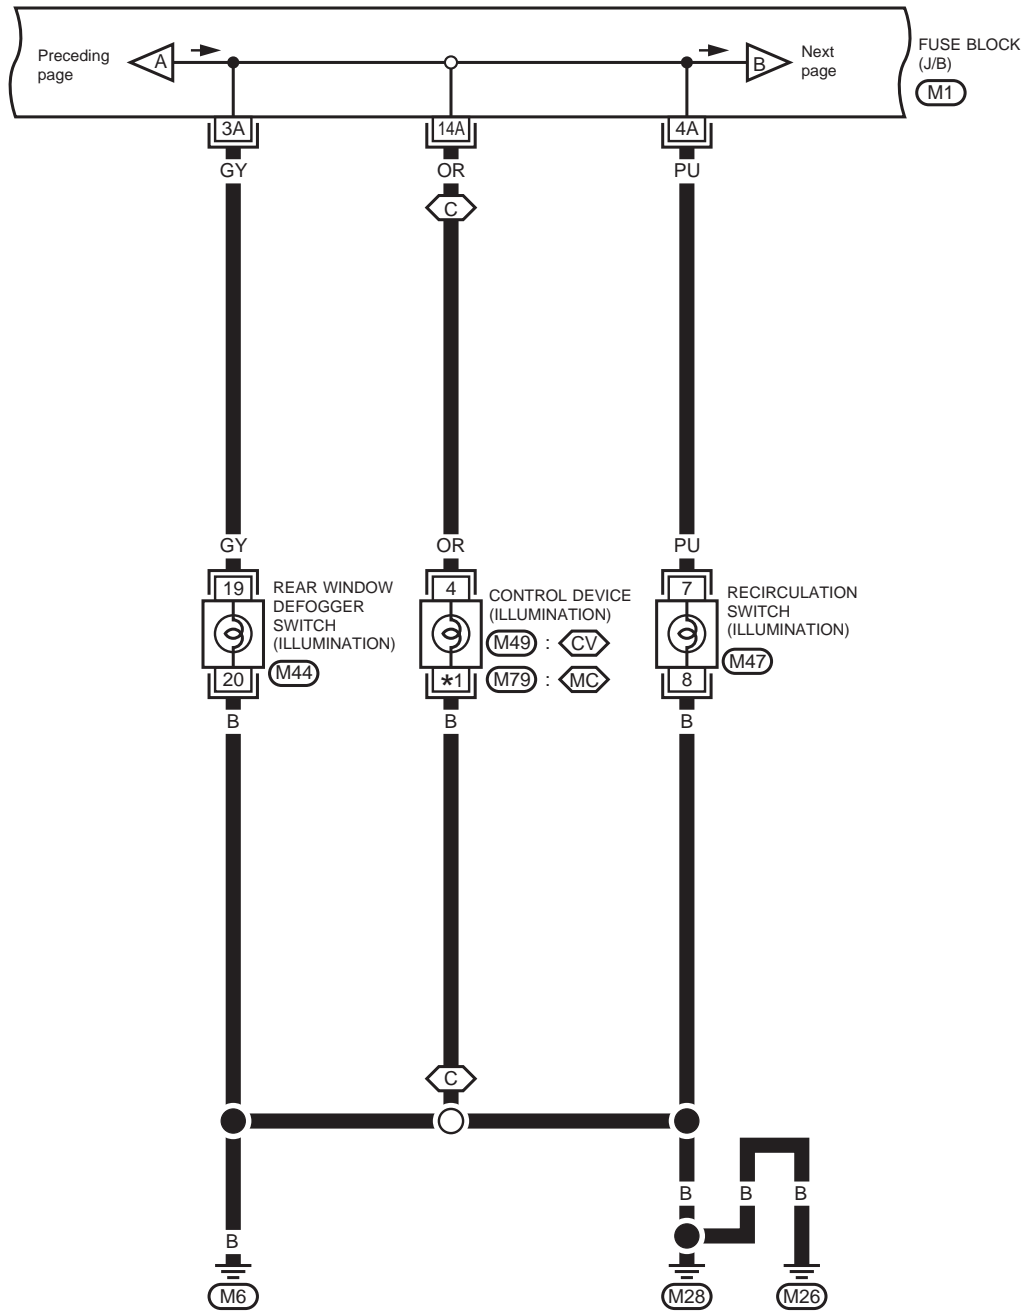 Preceding
page
A
B
Next
page
FUSE BLOCK
(J/B)
M1
3A
14A
4A
GY
OR
PU
C
GY
OR
PU
19
REAR WINDOW
DEFOGGER
SWITCH
(ILLUMINATION)
M44
20
4
CONTROL DEVICE
(ILLUMINATION)
M49 : CV
M79 : MC
*1
7
RECIRCULATION
SWITCH
(ILLUMINATION)
M47
8
B
B
B
C
B
B
B
B
M6
M28
M26